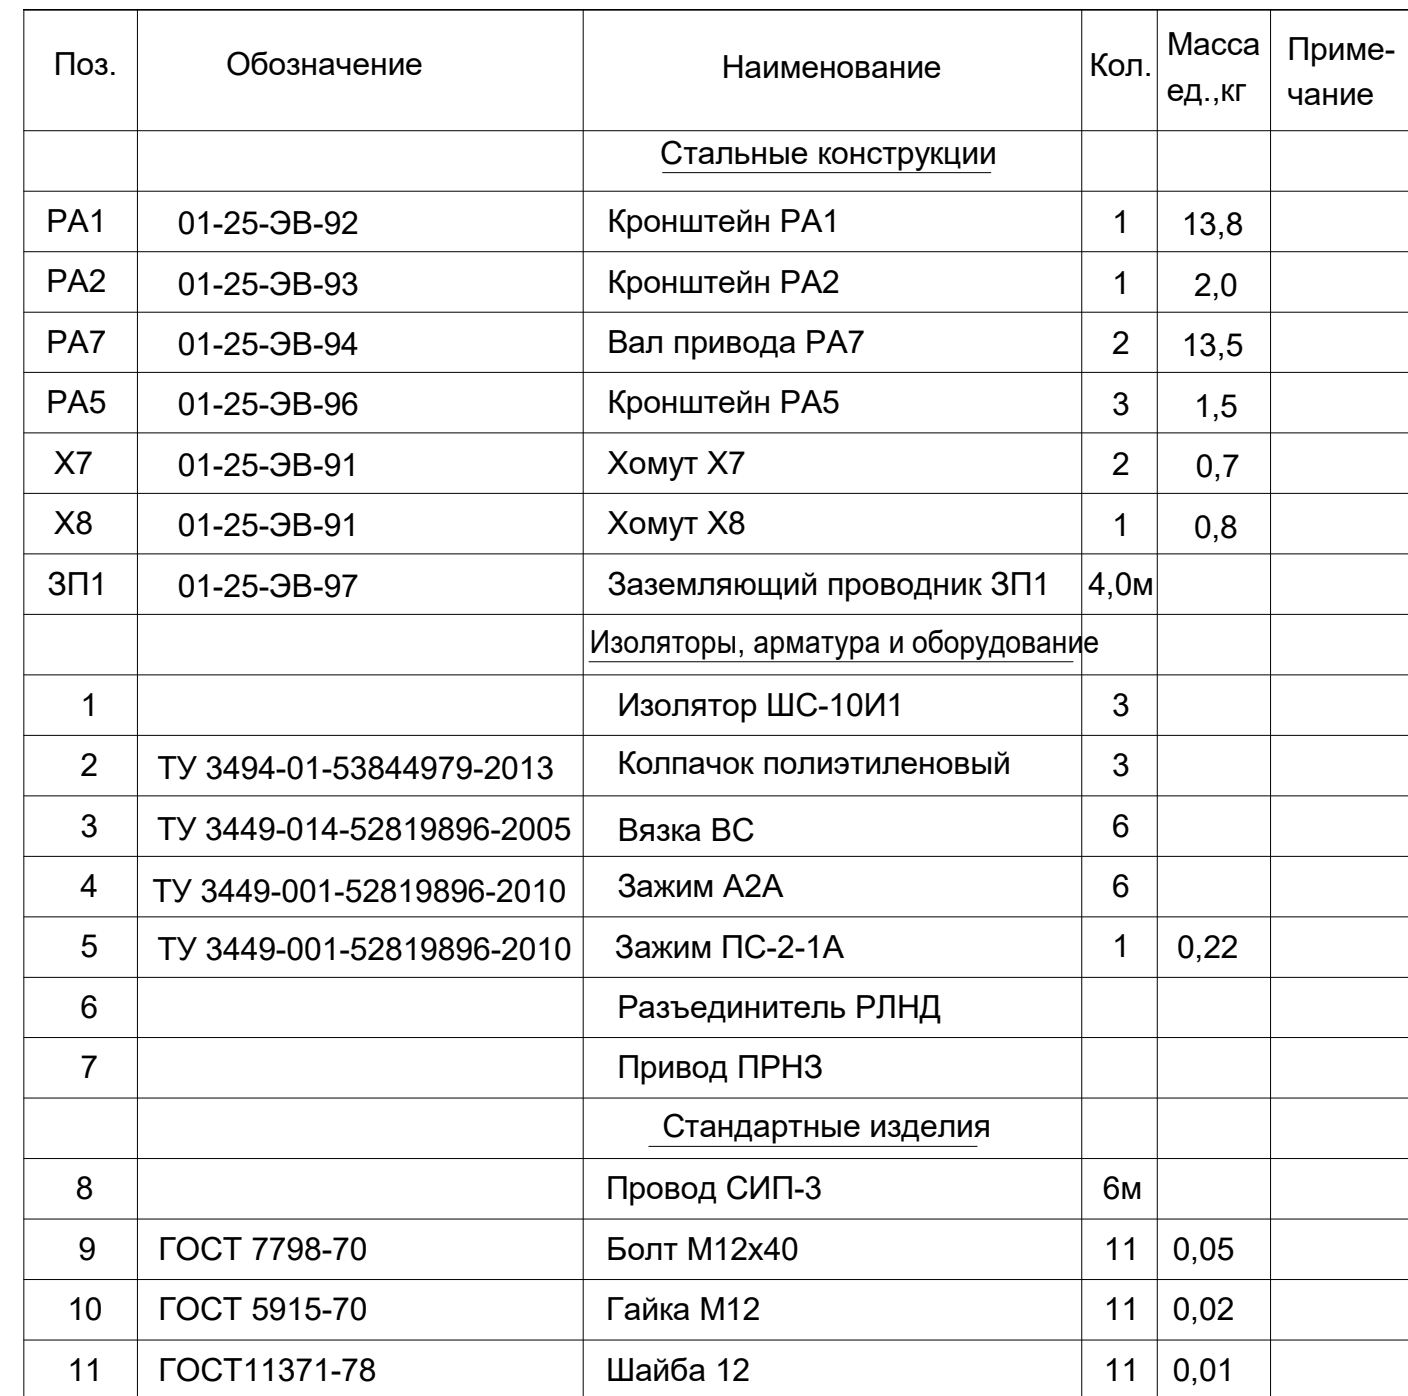 Поз. Обозначение Наименование Кол. Масса ед.,кг Приме-чание
Стальные конструкции
РА1 01-25-ЭВ-92 Кронштейн РА1 1 13,8
РА2 01-25-ЭВ-93 Кронштейн РА2 1 2,0
РА7 01-25-ЭВ-94 Вал привода РА7 2 13,5
РА5 01-25-ЭВ-96 Кронштейн РА5 3 1,5
Х7 01-25-ЭВ-91 Хомут Х7 2 0,7
Х8 01-25-ЭВ-91 Хомут Х8 1 0,8
ЗП1 01-25-ЭВ-97 Заземляющий проводник ЗП1 4,0м
Изоляторы, арматура и оборудование
1 Изолятор ШС-10И1 3
2 ТУ 3494-01-53844979-2013 Колпачок полиэтиленовый 3
3 ТУ 3449-014-52819896-2005 Вязка ВС 6
4 ТУ 3449-001-52819896-2010 Зажим А2А 6
5 ТУ 3449-001-52819896-2010 Зажим ПС-2-1А 1 0,22
6 Разъединитель РЛНД
7 Привод ПРНЗ
Стандартные изделия
8 Провод СИП-3 6м
9 ГОСТ 7798-70 Болт М12х40 11 0,05
10 ГОСТ 5915-70 Гайка М12 11 0,02
11 ГОСТ11371-78 Шайба 12 11 0,01